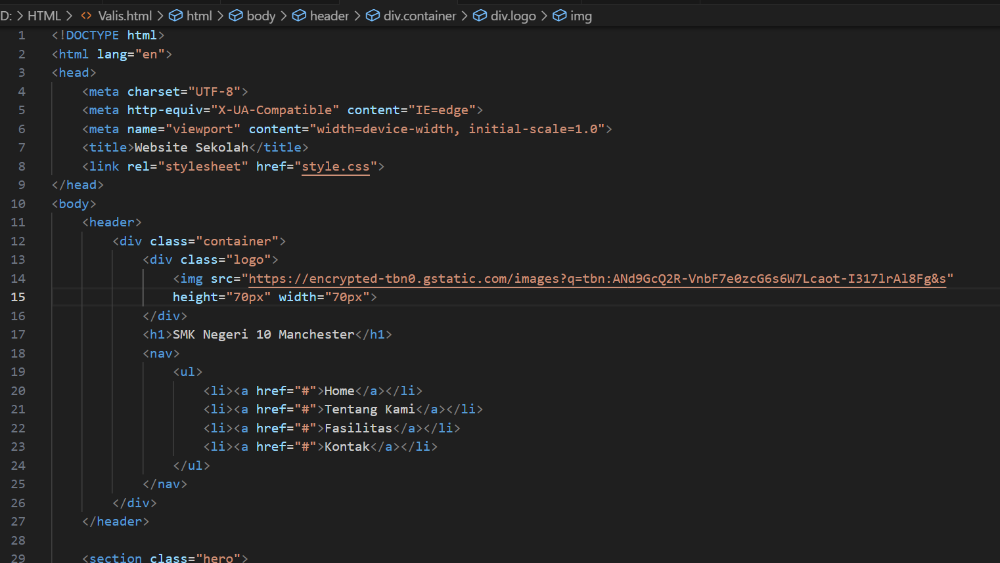 D: > HTML > <> Valis.html > html > body > header > div.container > div.logo > img
1 <!DOCTYPE html>
2 <html lang="en">
3 <head>
4 <meta charset="UTF-8">
5 <meta http-equiv="X-UA-Compatible" content="IE=edge">
6 <meta name="viewport" content="width=device-width, initial-scale=1.0">
7 <title>Website Sekolah</title>
8 <link rel="stylesheet" href="style.css">
9 </head>
10 <body>
11 <header>
12 <div class="container">
13 <div class="logo">
14 <img src="https://encrypted-tbn0.gstatic.com/images?q=tbn:ANd9GcQ2R-VnbF7e0zcG6s6W7Lcaot-I317lrAl8Fg&s"
15 height="70px" width="70px">
16 </div>
17 <h1>SMK Negeri 10 Manchester</h1>
18 <nav>
19 <ul>
20 <li><a href="#">Home</a></li>
21 <li><a href="#">Tentang Kami</a></li>
22 <li><a href="#">Fasilitas</a></li>
23 <li><a href="#">Kontak</a></li>
24 </ul>
25 </nav>
26 </div>
27 </header>
28
29 <section class="hero">